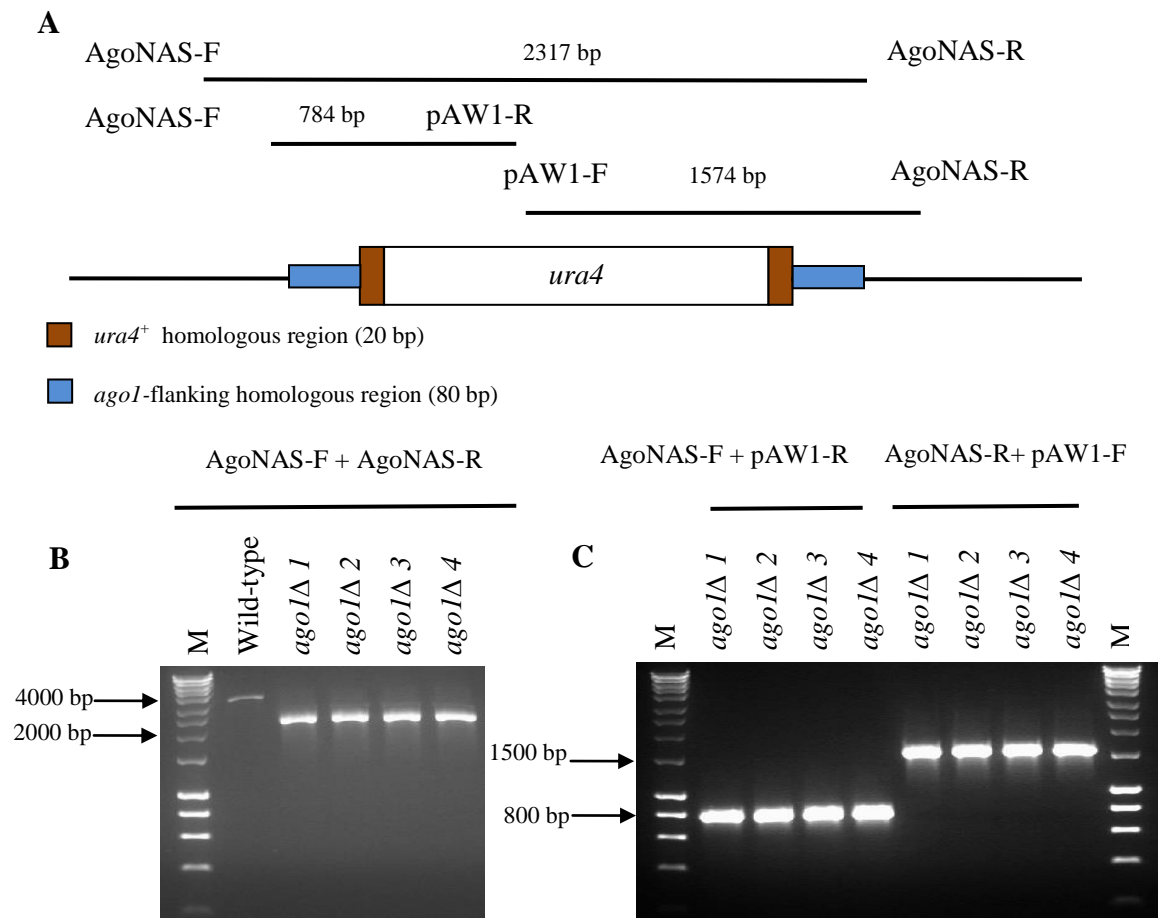 A
AgoNAS-F 2317 bp AgoNAS-R
AgoNAS-F 784 bp pAW1-R
pAW1-F 1574 bp AgoNAS-R
ura4
ura4+ homologous region (20 bp)
ago1-flanking homologous region (80 bp)
AgoNAS-F + AgoNAS-R
AgoNAS-F + pAW1-R
AgoNAS-R+ pAW1-F
B
M
Wild-type
ago1Δ 1
ago1Δ 2
ago1Δ 3
ago1Δ 4
4000 bp
2000 bp
C
M
ago1Δ 1
ago1Δ 2
ago1Δ 3
ago1Δ 4
ago1Δ 1
ago1Δ 2
ago1Δ 3
ago1Δ 4
M
1500 bp
800 bp